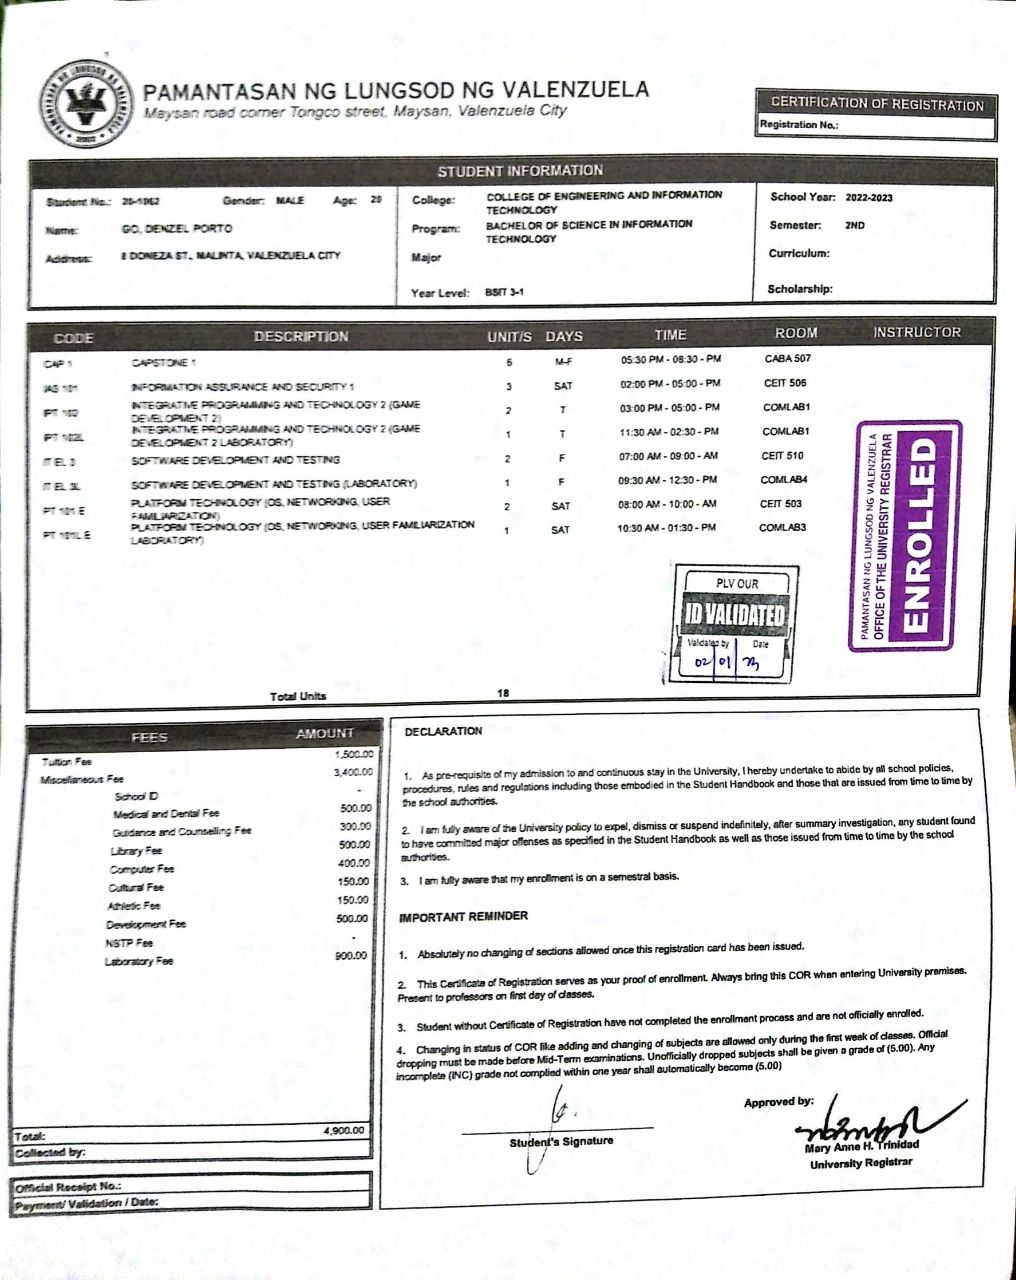 PAMANTASAN NG LUNGSOD NG VALENZUELA
Maysan road corner Tongco street, Maysan, Valenzuela City
CERTIFICATION OF REGISTRATION
Registration No.:
STUDENT INFORMATION
Student No.: Gender: MALE Age: 20
Name: GO, DENZEL PORTO
Address: 8 DONEZA ST., MALINTA, VALENZUELA CITY
College: COLLEGE OF ENGINEERING AND INFORMATION
TECHNOLOGY
Program: BACHELOR OF SCIENCE IN INFORMATION
TECHNOLOGY
Major
Year Level: BSIT 3-1
School Year: 2022-2023
Semester: 2ND
Curriculum:
Scholarship:
CODE DESCRIPTION UNIT/S DAYS TIME ROOM INSTRUCTOR
CAP 1 CAPSTONE 1 6 M-F 05:30 PM - 08:30 - PM CABA 507
IAS 101 INFORMATION ASSURANCE AND SECURITY 1 3 SAT 02:00 PM - 05:00 - PM CEIT 506
IPT 102 INTEGRATIVE PROGRAMMING AND TECHNOLOGY 2 (GAME
DEVELOPMENT 2) 2 T 03:00 PM - 05:00 - PM COMLAB1
IPT 102L INTEGRATIVE PROGRAMMING AND TECHNOLOGY 2 (GAME
DEVELOPMENT 2 LABORATORY) 1 T 11:30 AM - 02:30 - PM COMLAB1
IT EL 3 SOFTWARE DEVELOPMENT AND TESTING 2 F 07:00 AM - 09:00 - AM CEIT 510
IT EL 3L SOFTWARE DEVELOPMENT AND TESTING (LABORATORY) 1 F 09:30 AM - 12:30 - PM COMLAB4
PT 101 E PLATFORM TECHNOLOGY (OS, NETWORKING, USER
FAMILIARIZATION) 2 SAT 08:00 AM - 10:00 - AM CEIT 503
PT 101L E PLATFORM TECHNOLOGY (OS, NETWORKING, USER FAMILIARIZATION
LABORATORY) 1 SAT 10:30 AM - 01:30 - PM COMLAB3
PAMANTASAN NG LUNGSOD NG VALENZUELA
OFFICE OF THE UNIVERSITY REGISTRAR
ENROLLED
PLV OUR
ID VALIDATED
Validated by Date
02/01/23
Total Units 18
FEES AMOUNT
Tuition Fee 1,500.00
Miscellaneous Fee 3,400.00
School ID -
Medical and Dental Fee 500.00
Guidance and Counselling Fee 300.00
Library Fee 500.00
Computer Fee 400.00
Cultural Fee 150.00
Athletic Fee 150.00
Development Fee 500.00
NSTP Fee -
Laboratory Fee 900.00
Total: 4,900.00
Collected by:
Official Receipt No.:
Payment/ Validation / Date:
DECLARATION
1. As pre-requisite of my admission to and continuous stay in the University, I hereby undertake to abide by all school policies,
procedures, rules and regulations including those embodied in the Student Handbook and those that are issued from time to time by
the school authorities.
2. I am fully aware of the University policy to expel, dismiss or suspend indefinitely, after summary investigation, any student found
to have committed major offenses as specified in the Student Handbook as well as those issued from time to time by the school
authorities.
3. I am fully aware that my enrollment is on a semestral basis.
IMPORTANT REMINDER
1. Absolutely no changing of sections allowed once this registration card has been issued.
2. This Certificate of Registration serves as your proof of enrollment. Always bring this COR when entering University premises.
Present to professors on first day of classes.
3. Student without Certificate of Registration have not completed the enrollment process and are not officially enrolled.
4. Changing in status of COR like adding and changing of subjects are allowed only during the first week of classes. Official
dropping must be made before Mid-Term examinations. Unofficially dropped subjects shall be given a grade of (5.00). Any
incomplete (INC) grade not complied within one year shall automatically become (5.00)
Student's Signature
Approved by:
Mary Anne H. Trinidad
University Registrar